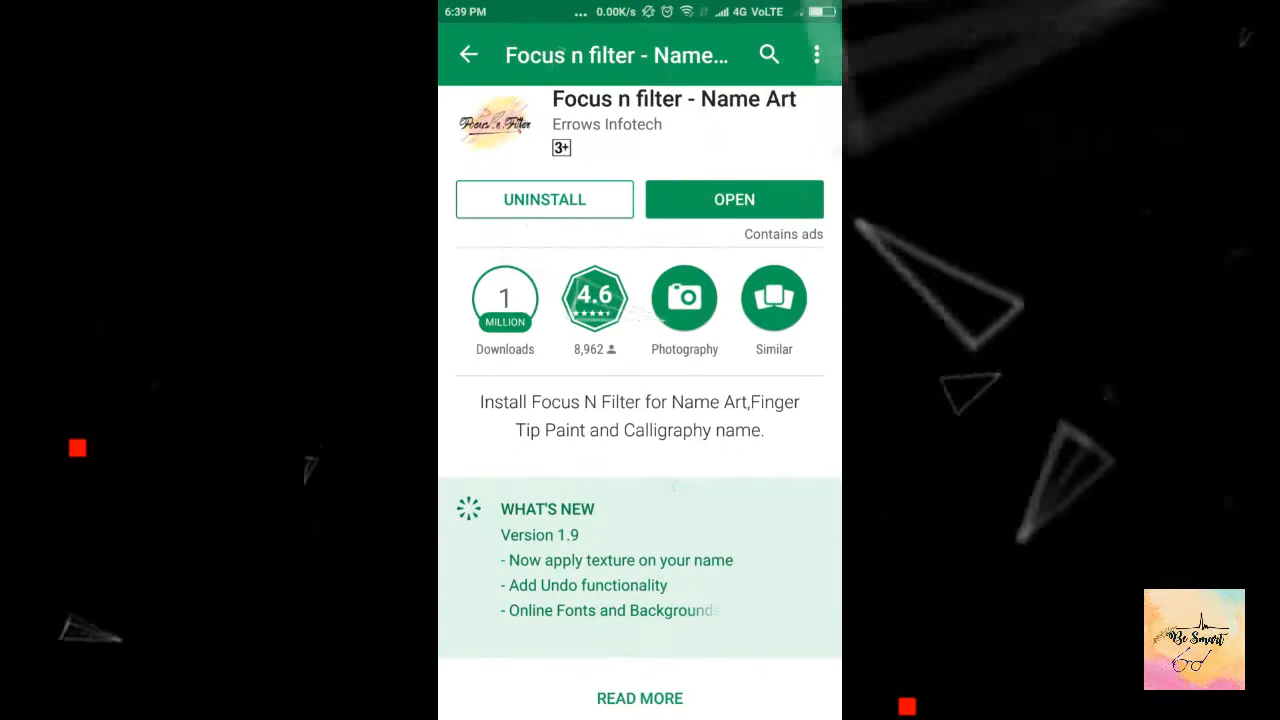 6:39 PM ... 0.00K/s 4G VoLTE
Focus n filter - Name...
Focus n filter - Name Art
Focus n Filter
Errows Infotech
3+
UNINSTALL OPEN
Contains ads
1 4.6
MILLION
Downloads 8,962 Photography Similar
Install Focus N Filter for Name Art,Finger
Tip Paint and Calligraphy name.
WHAT'S NEW
Version 1.9
- Now apply texture on your name
- Add Undo functionality
- Online Fonts and Backgrounds
Be Smart
READ MORE